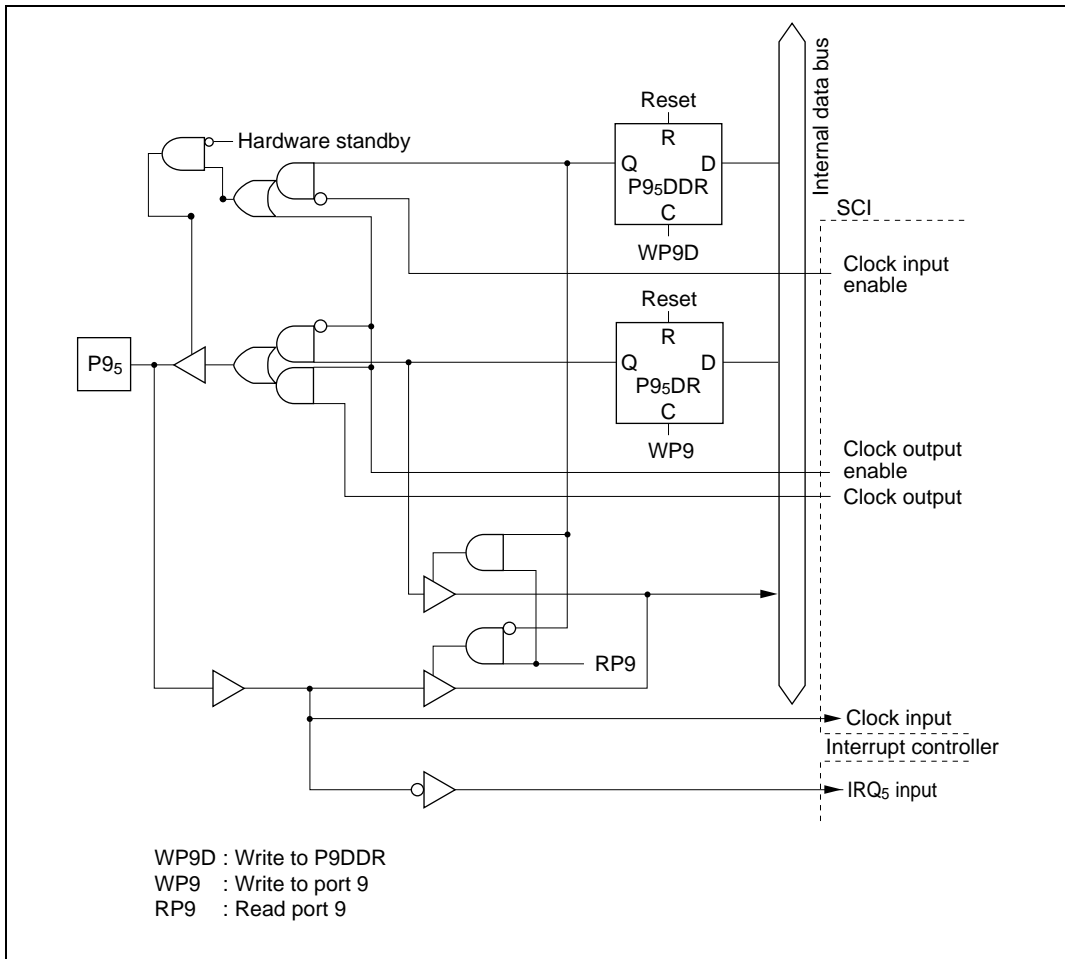 Internal data bus
Reset
Hardware standby
R
Q D
P9₅DDR
C
WP9D
SCI
Clock input
enable
Reset
R
P9₅
Q D
P9₅DR
C
WP9
Clock output
enable
Clock output
RP9
Clock input
Interrupt controller
IRQ₅ input
WP9D : Write to P9DDR
WP9 : Write to port 9
RP9 : Read port 9